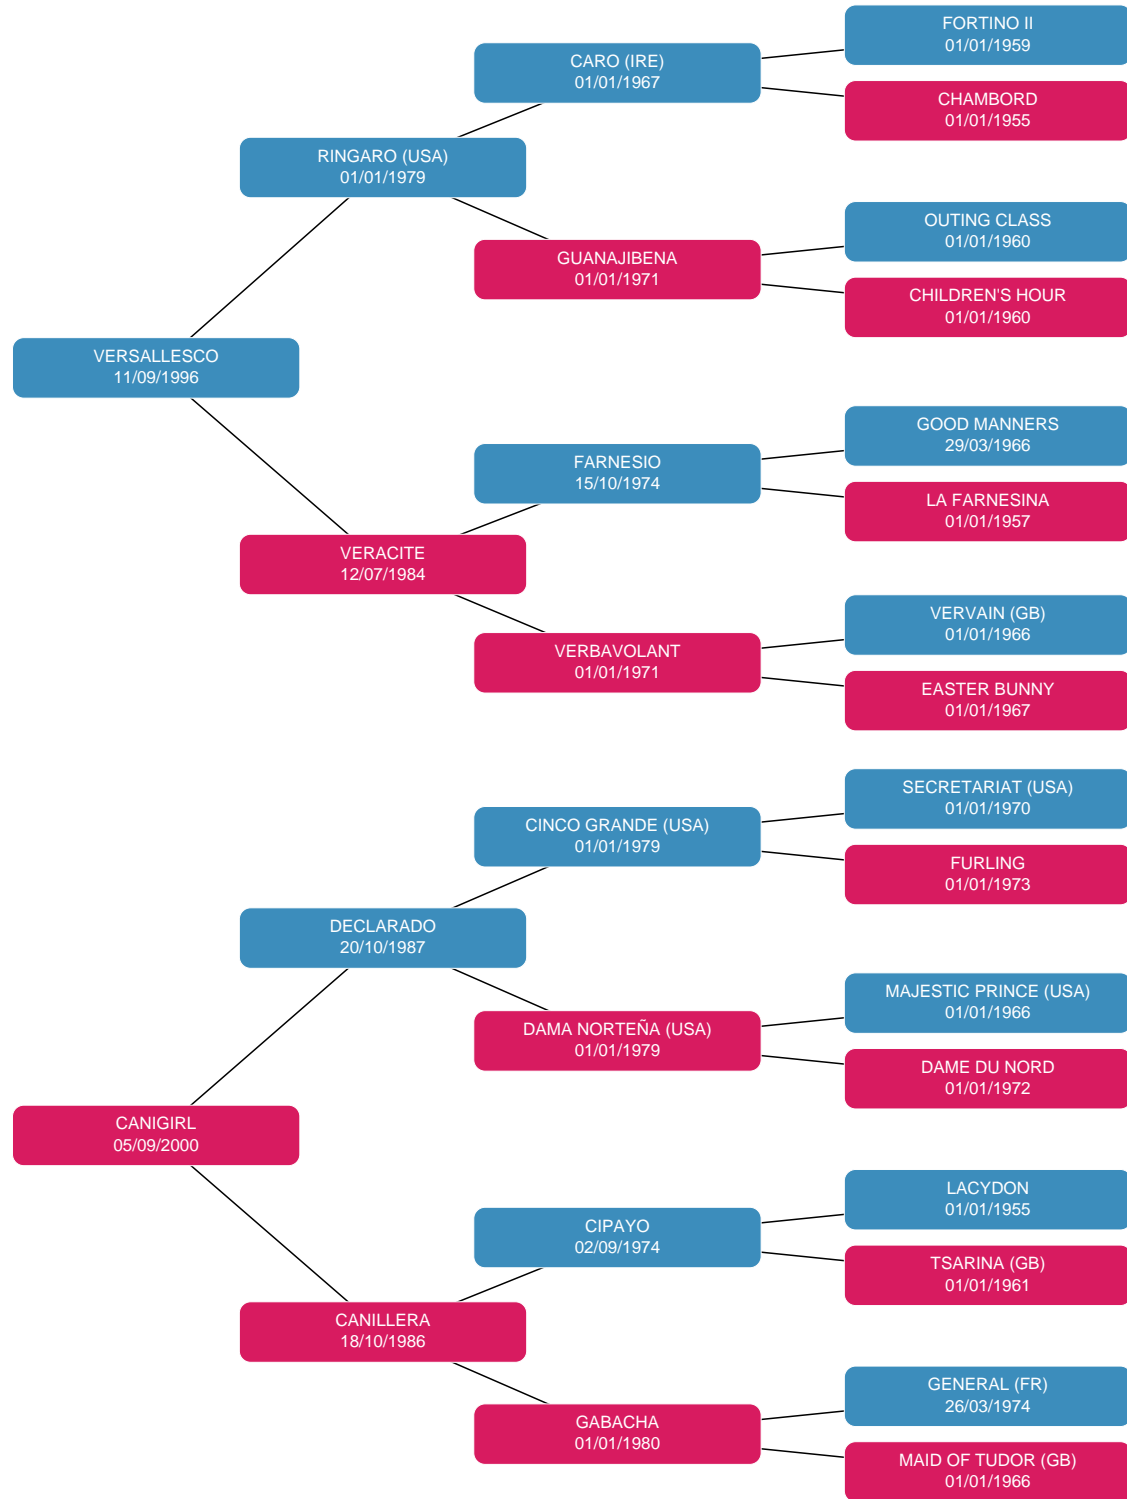 FORTINO II
01/01/1959
CARO (IRE)
01/01/1967
CHAMBORD
01/01/1955
RINGARO (USA)
01/01/1979
OUTING CLASS
01/01/1960
GUANAJIBENA
01/01/1971
CHILDREN'S HOUR
01/01/1960
VERSALLESCO
11/09/1996
GOOD MANNERS
29/03/1966
FARNESIO
15/10/1974
LA FARNESINA
01/01/1957
VERACITE
12/07/1984
VERVAIN (GB)
01/01/1966
VERBAVOLANT
01/01/1971
EASTER BUNNY
01/01/1967
SECRETARIAT (USA)
01/01/1970
CINCO GRANDE (USA)
01/01/1979
FURLING
01/01/1973
DECLARADO
20/10/1987
MAJESTIC PRINCE (USA)
01/01/1966
DAMA NORTEÑA (USA)
01/01/1979
DAME DU NORD
01/01/1972
CANIGIRL
05/09/2000
LACYDON
01/01/1955
CIPAYO
02/09/1974
TSARINA (GB)
01/01/1961
CANILLERA
18/10/1986
GENERAL (FR)
26/03/1974
GABACHA
01/01/1980
MAID OF TUDOR (GB)
01/01/1966